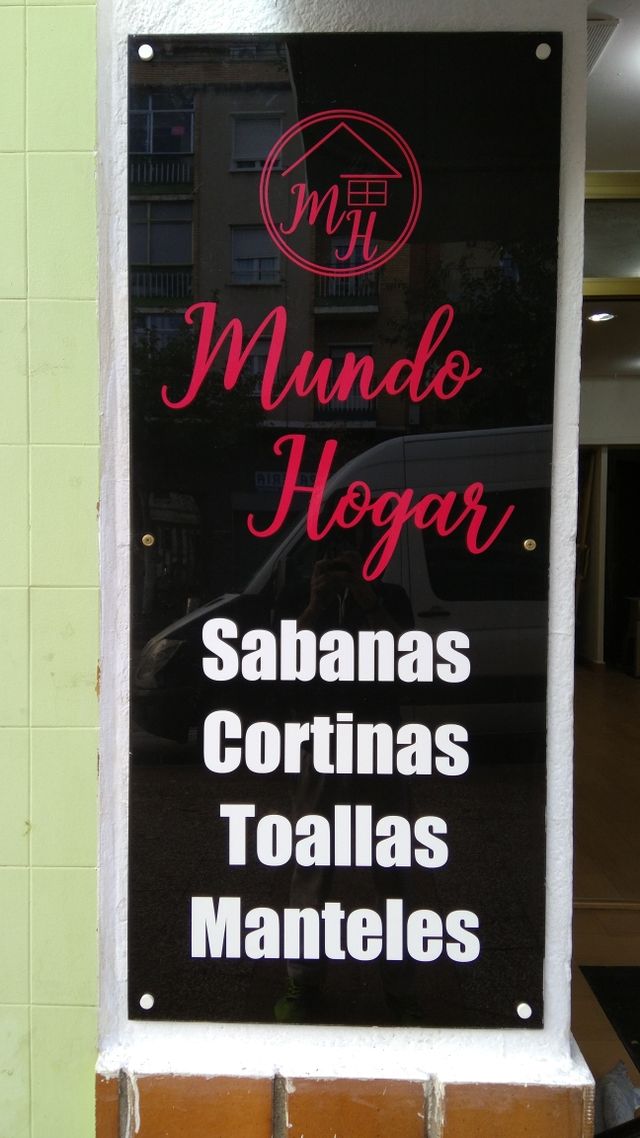 MH
Mundo
Hogar
Sabanas
Cortinas
Toallas
Manteles